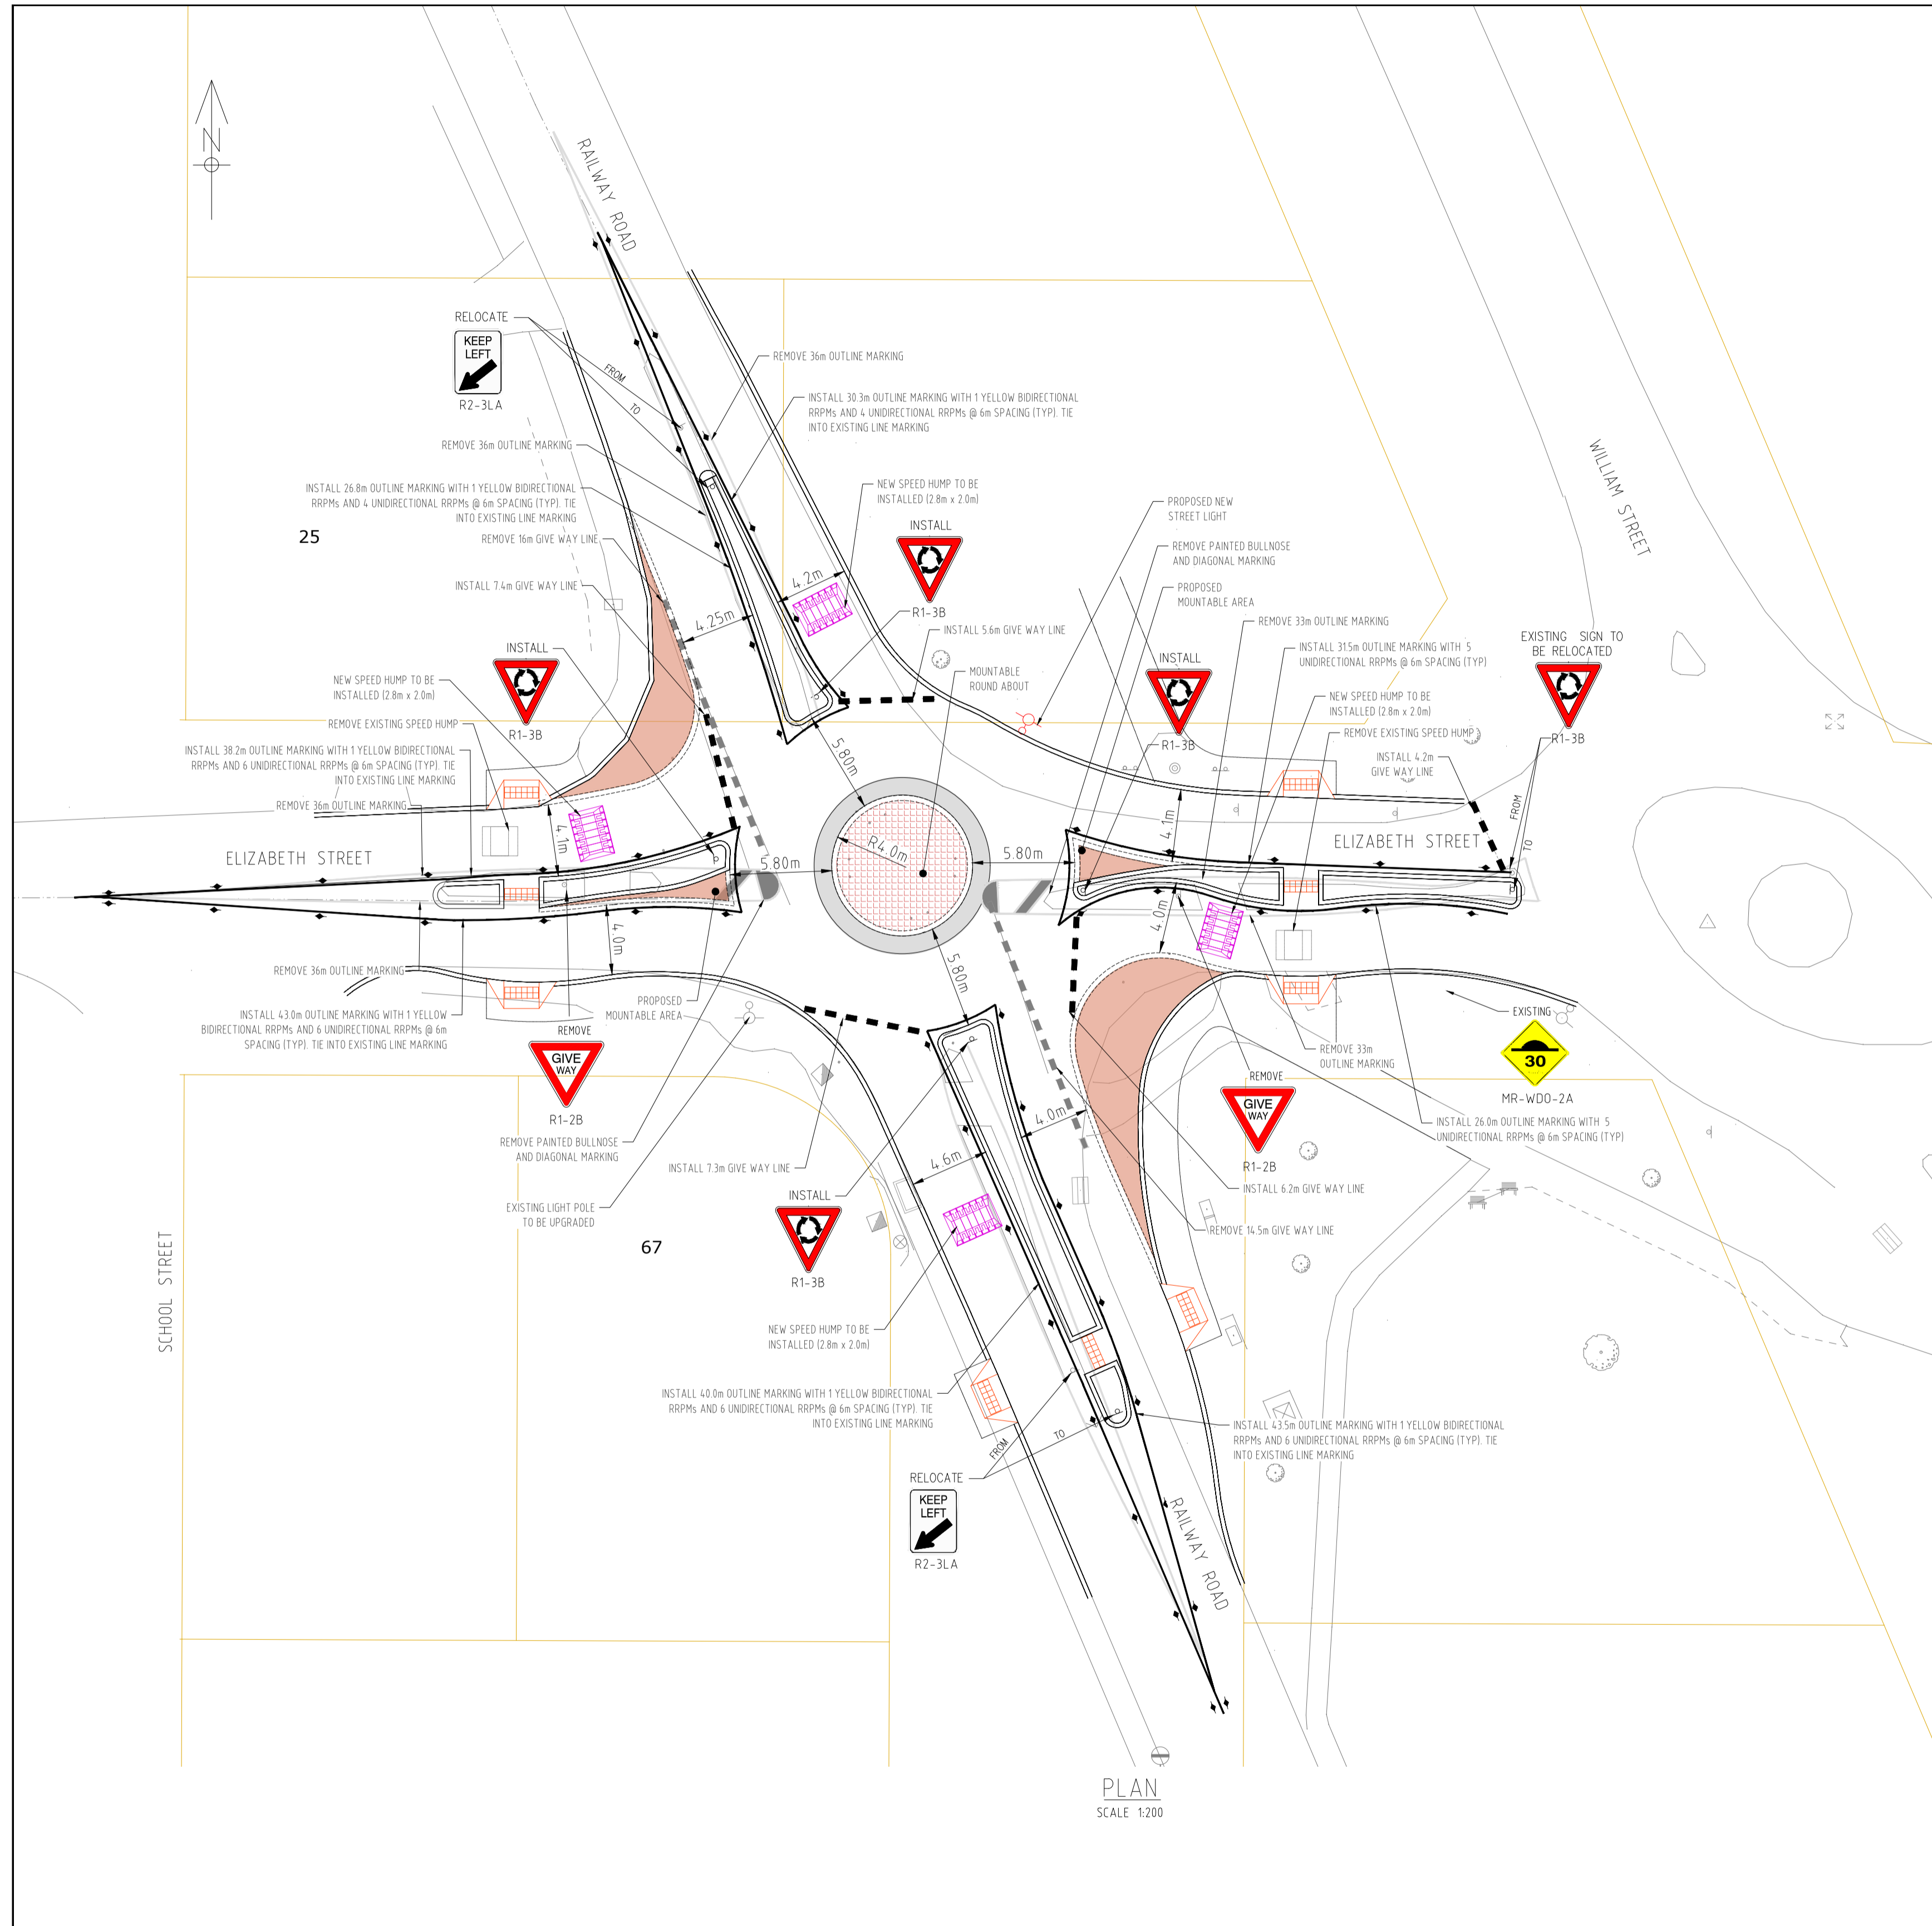 N
RAILWAY ROAD
RELOCATE
KEEP
LEFT
R2-3LA
FROM
TO
REMOVE 36m OUTLINE MARKING
INSTALL 30.3m OUTLINE MARKING WITH 1 YELLOW BIDIRECTIONAL
RRPMs AND 4 UNIDIRECTIONAL RRPMs @ 6m SPACING (TYP). TIE
INTO EXISTING LINE MARKING
REMOVE 36m OUTLINE MARKING
INSTALL 26.8m OUTLINE MARKING WITH 1 YELLOW BIDIRECTIONAL
RRPMs AND 4 UNIDIRECTIONAL RRPMs @ 6m SPACING (TYP). TIE
INTO EXISTING LINE MARKING
25
REMOVE 16m GIVE WAY LINE
INSTALL 7.4m GIVE WAY LINE
NEW SPEED HUMP TO BE
INSTALLED (2.8m x 2.0m)
INSTALL
R1-3B
4.2m
4.25m
INSTALL 5.6m GIVE WAY LINE
MOUNTABLE
ROUND ABOUT
PROPOSED NEW
STREET LIGHT
REMOVE PAINTED BULLNOSE
AND DIAGONAL MARKING
PROPOSED
MOUNTABLE AREA
REMOVE 33m OUTLINE MARKING
INSTALL 31.5m OUTLINE MARKING WITH 5
UNIDIRECTIONAL RRPMs @ 6m SPACING (TYP)
NEW SPEED HUMP TO BE
INSTALLED (2.8m x 2.0m)
REMOVE EXISTING SPEED HUMP
INSTALL 4.2m
GIVE WAY LINE
WILLIAM STREET
EXISTING SIGN TO
BE RELOCATED
R1-3B
FROM
TO
INSTALL
R1-3B
INSTALL
R1-3B
NEW SPEED HUMP TO BE
INSTALLED (2.8m x 2.0m)
REMOVE EXISTING SPEED HUMP
INSTALL 38.2m OUTLINE MARKING WITH 1 YELLOW BIDIRECTIONAL
RRPMs AND 6 UNIDIRECTIONAL RRPMs @ 6m SPACING (TYP). TIE
INTO EXISTING LINE MARKING
REMOVE 36m OUTLINE MARKING
ELIZABETH STREET
4.1m
5.80m
5.80m
R4.0m
5.80m
4.1m
ELIZABETH STREET
4.0m
4.0m
5.80m
REMOVE 36m OUTLINE MARKING
INSTALL 43.0m OUTLINE MARKING WITH 1 YELLOW
BIDIRECTIONAL RRPMs AND 6 UNIDIRECTIONAL RRPMs @ 6m
SPACING (TYP). TIE INTO EXISTING LINE MARKING
PROPOSED
MOUNTABLE AREA
REMOVE
GIVE
WAY
R1-2B
REMOVE PAINTED BULLNOSE
AND DIAGONAL MARKING
EXISTING LIGHT POLE
TO BE UPGRADED
67
INSTALL 7.3m GIVE WAY LINE
INSTALL
R1-3B
4.6m
4.0m
EXISTING
30
MR-WDO-2A
REMOVE 33m
OUTLINE MARKING
REMOVE
GIVE
WAY
R1-2B
INSTALL 26.0m OUTLINE MARKING WITH 5
UNIDIRECTIONAL RRPMs @ 6m SPACING (TYP)
INSTALL 6.2m GIVE WAY LINE
REMOVE 14.5m GIVE WAY LINE
SCHOOL STREET
NEW SPEED HUMP TO BE
INSTALLED (2.8m x 2.0m)
INSTALL 40.0m OUTLINE MARKING WITH 1 YELLOW BIDIRECTIONAL
RRPMs AND 6 UNIDIRECTIONAL RRPMs @ 6m SPACING (TYP). TIE
INTO EXISTING LINE MARKING
INSTALL 43.5m OUTLINE MARKING WITH 1 YELLOW BIDIRECTIONAL
RRPMs AND 6 UNIDIRECTIONAL RRPMs @ 6m SPACING (TYP). TIE
INTO EXISTING LINE MARKING
FROM
TO
RELOCATE
KEEP
LEFT
R2-3LA
RAILWAY ROAD
PLAN
SCALE 1:200